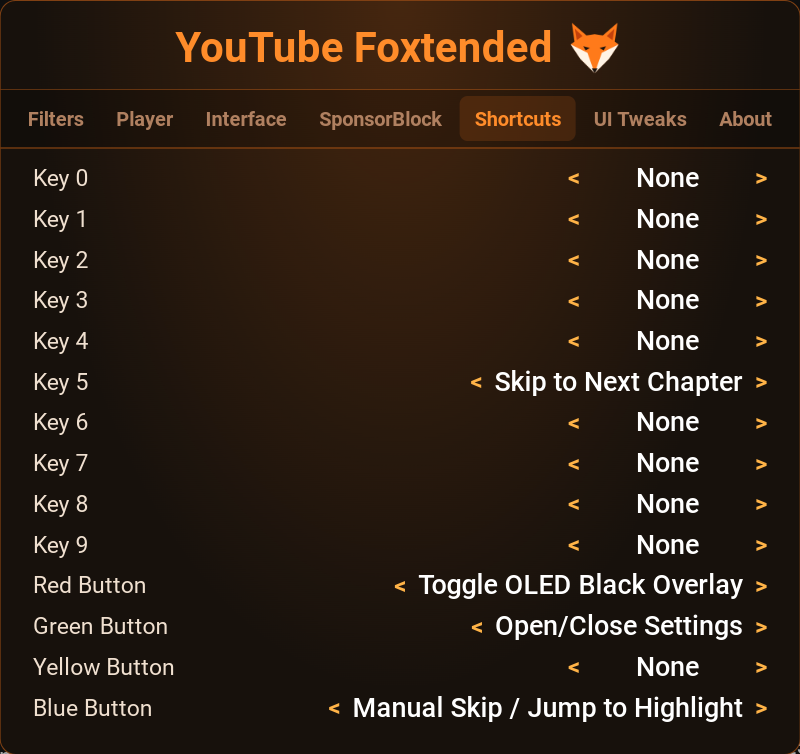 YouTube Foxtended
Filters Player Interface SponsorBlock Shortcuts UI Tweaks About
Key 0 < None >
Key 1 < None >
Key 2 < None >
Key 3 < None >
Key 4 < None >
Key 5 < Skip to Next Chapter >
Key 6 < None >
Key 7 < None >
Key 8 < None >
Key 9 < None >
Red Button < Toggle OLED Black Overlay >
Green Button < Open/Close Settings >
Yellow Button < None >
Blue Button < Manual Skip / Jump to Highlight >